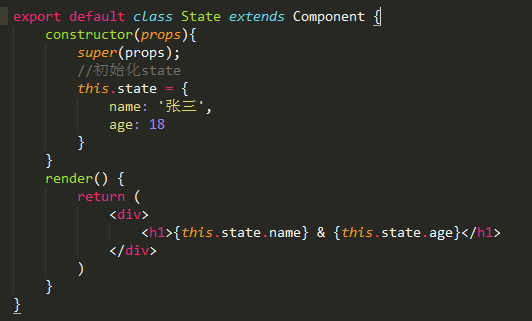 export default class State extends Component {
    constructor(props){
        super(props);
        //初始化state
        this.state = {
            name: '张三',
            age: 18
        }
    }
    render() {
        return (
            <div>
                <h1>{this.state.name} & {this.state.age}</h1>
            </div>
        )
    }
}